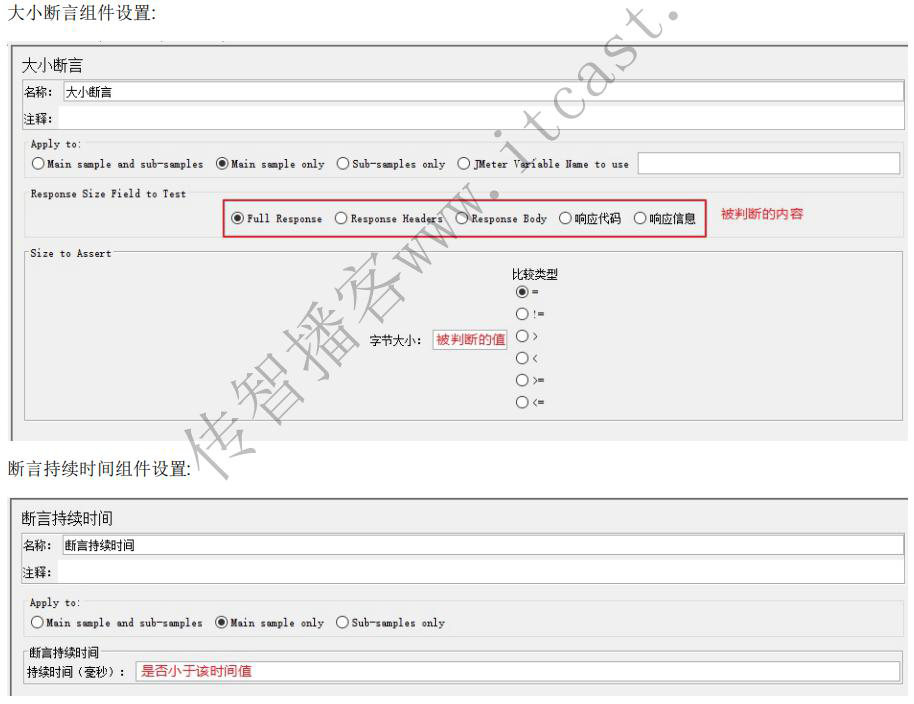 大小断言组件设置:
大小断言
名称： 大小断言
注释：
Apply to:
Main sample and sub-samples Main sample only Sub-samples only JMeter Variable Name to use
Response Size Field to Test
Full Response Response Headers Response Body 响应代码 响应信息 被判断的内容
Size to Assert
比较类型
=
!=
字节大小： 被判断的值 >
<
>=
<=
传智播客www.itcast.
断言持续时间组件设置:
断言持续时间
名称： 断言持续时间
注释：
Apply to:
Main sample and sub-samples Main sample only Sub-samples only
断言持续时间
持续时间（毫秒）： 是否小于该时间值